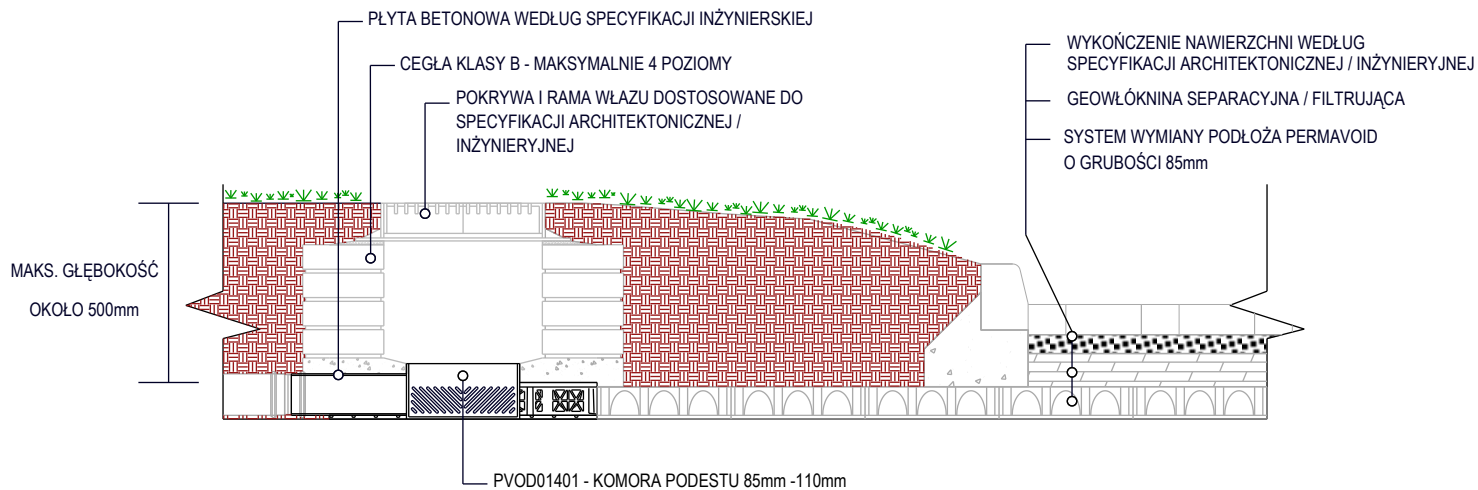 PŁYTA BETONOWA WEDŁUG SPECYFIKACJI INŻYNIERSKIEJ
CEGŁA KLASY B - MAKSYMALNIE 4 POZIOMY
POKRYWA I RAMA WŁAZU DOSTOSOWANE DO
SPECYFIKACJI ARCHITEKTONICZNEJ /
INŻYNIERYJNEJ
WYKOŃCZENIE NAWIERZCHNI WEDŁUG
SPECYFIKACJI ARCHITEKTONICZNEJ / INŻYNIERYJNEJ
GEOWŁÓKNINA SEPARACYJNA / FILTRUJĄCA
SYSTEM WYMIANY PODŁOŻA PERMAVOID
O GRUBOŚCI 85mm
MAKS. GŁĘBOKOŚĆ
OKOŁO 500mm
PVOD01401 - KOMORA PODESTU 85mm -110mm